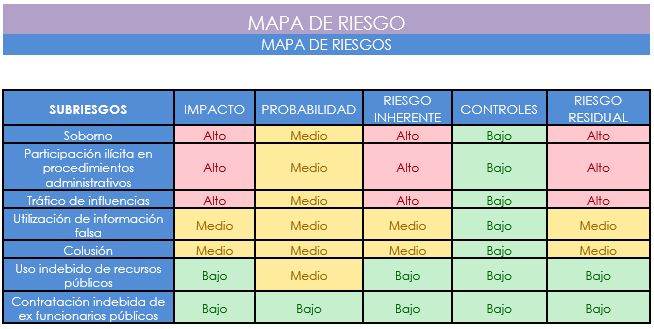 MAPA DE RIESGO
MAPA DE RIESGOS
SUBRIESGOS IMPACTO PROBABILIDAD RIESGO INHERENTE CONTROLES RIESGO RESIDUAL
Soborno Alto Medio Alto Bajo Alto
Participación ilícita en procedimientos administrativos Alto Medio Alto Bajo Alto
Tráfico de influencias Alto Medio Alto Bajo Alto
Utilización de información falsa Medio Medio Medio Bajo Medio
Colusión Medio Medio Medio Bajo Medio
Uso indebido de recursos públicos Bajo Medio Bajo Bajo Bajo
Contratación indebida de ex funcionarios públicos Bajo Bajo Bajo Bajo Bajo